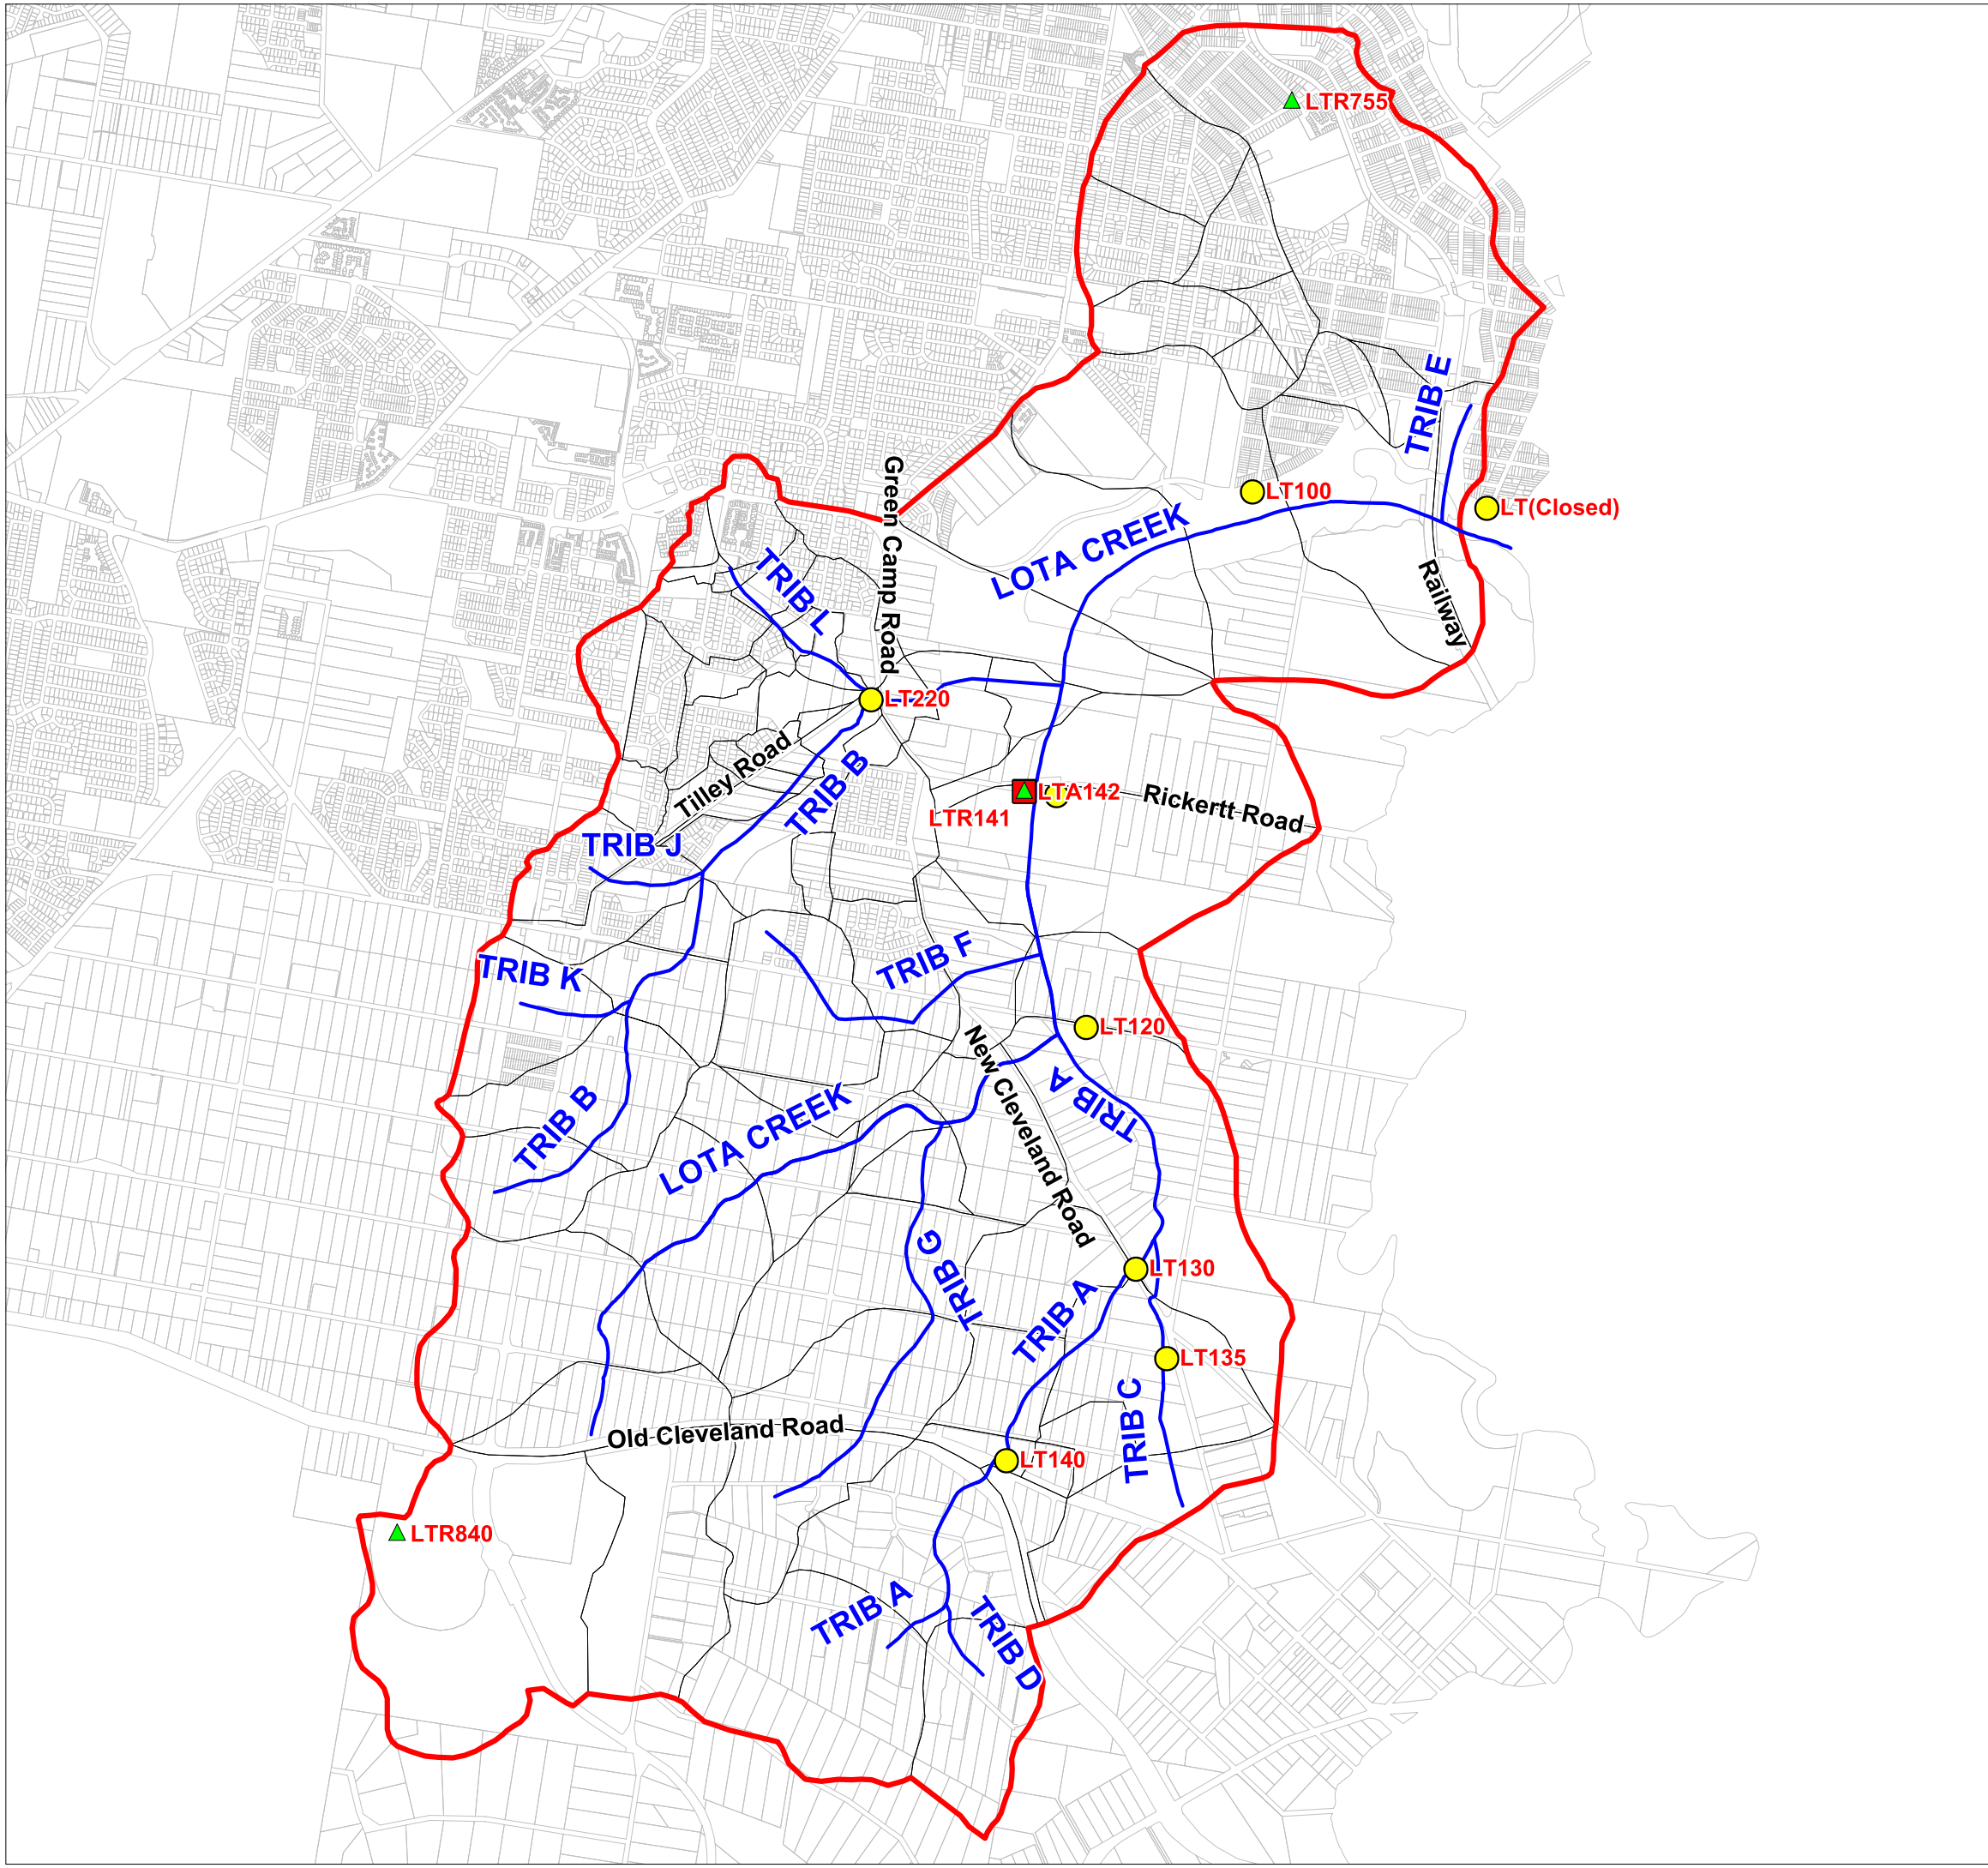 LTR755
TRIB E
Green Camp Road
LT100
LT(Closed)
LOTA CREEK
TRIB L
Railway
LT220
Tilley Road
TRIB B
LTA142
Rickertt Road
LTR141
TRIB J
TRIB F
TRIB K
LT120
New Cleveland Road
TRIB A
TRIB B
LOTA CREEK
TRIB G
LT130
TRIB A
LT135
TRIB C
Old Cleveland Road
LT140
LTR840
TRIB A
TRIB D